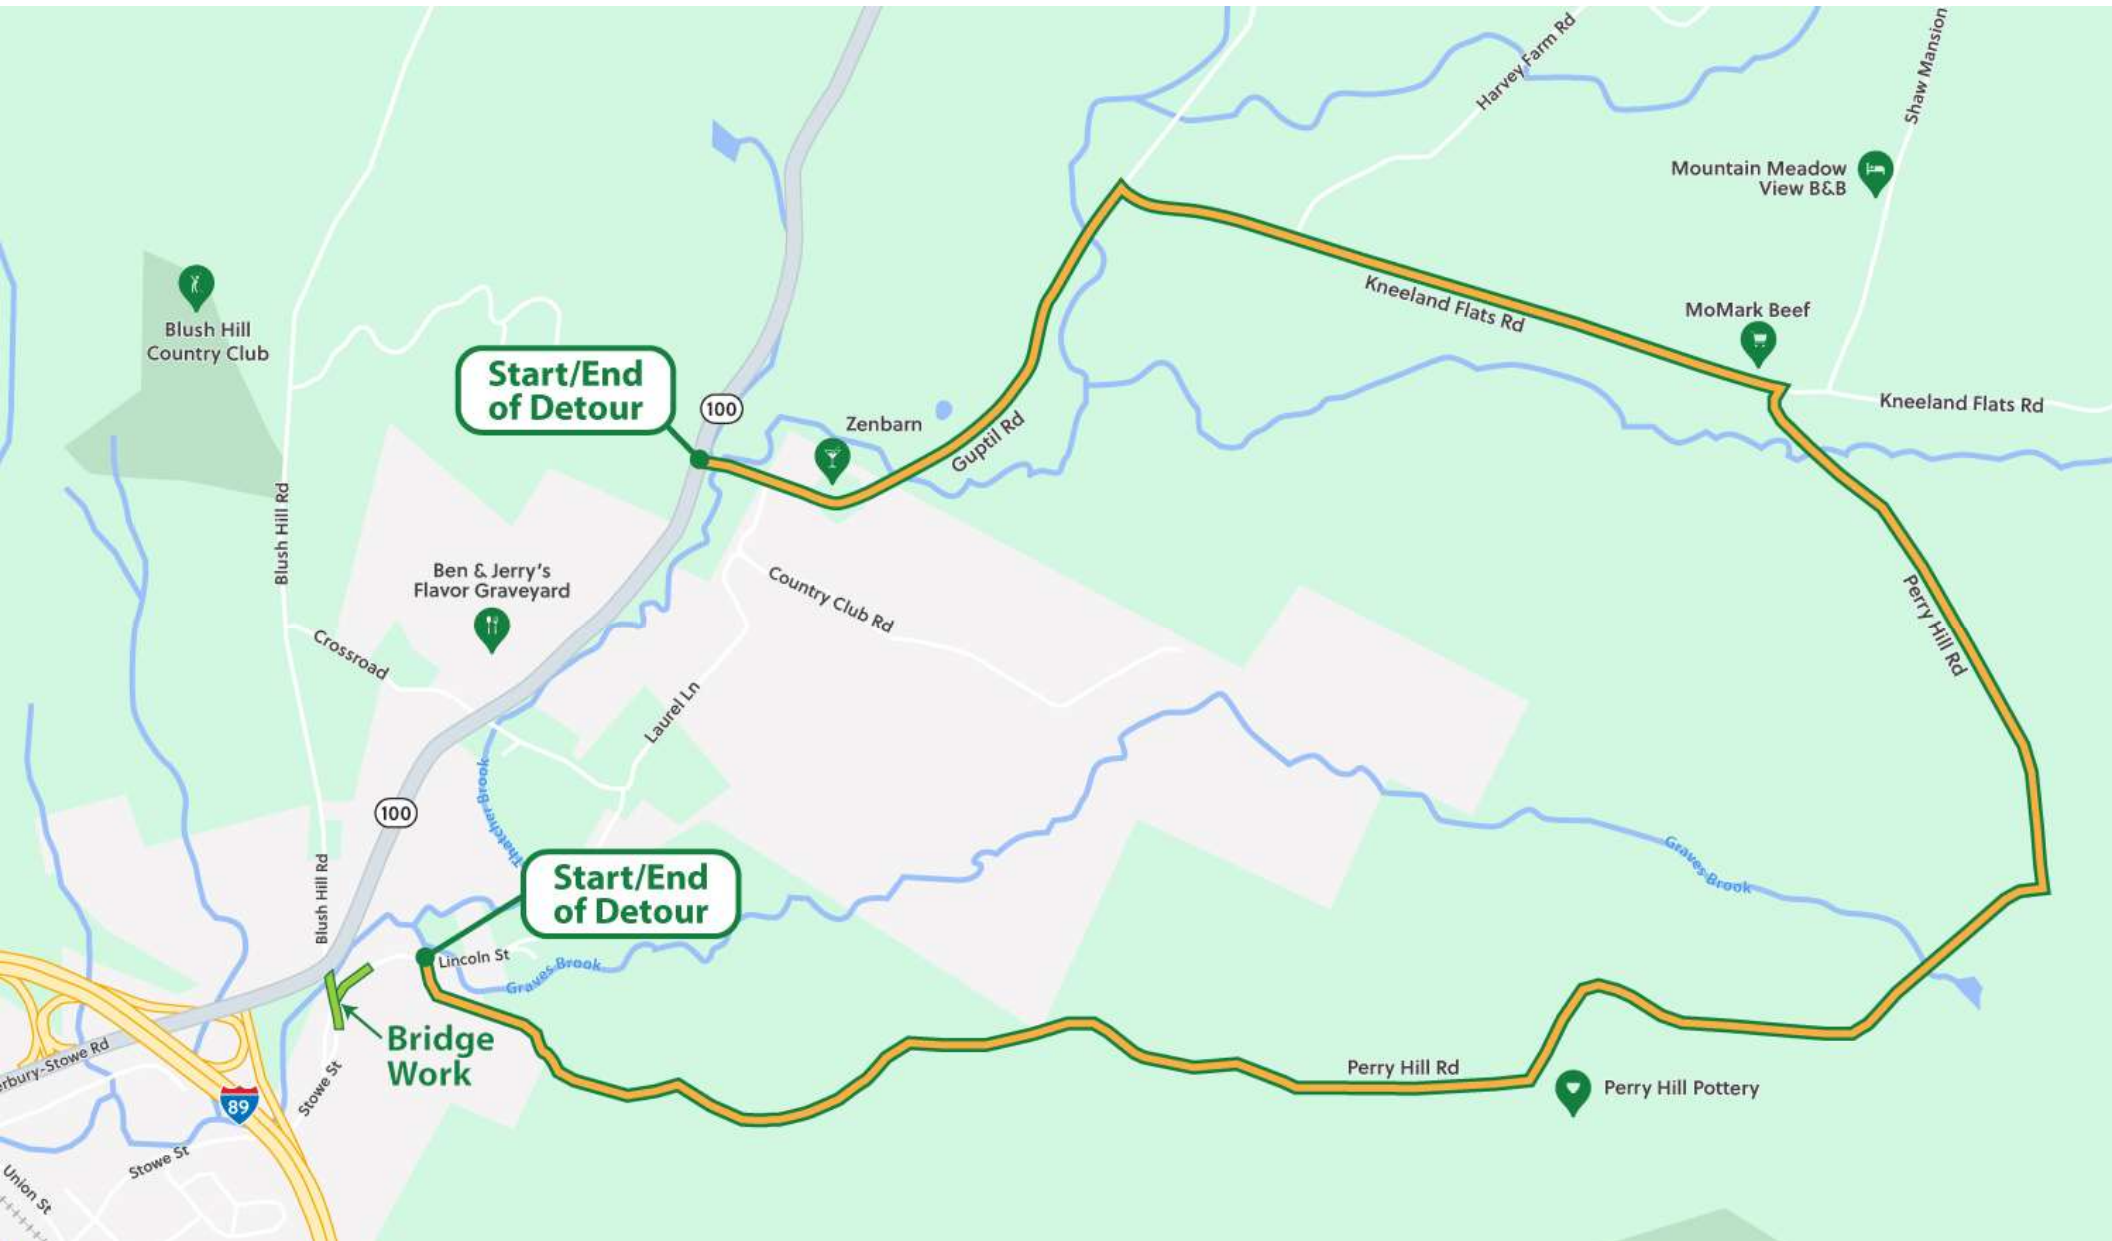 Harvey Farm Rd
Shaw Mansion
Mountain Meadow
View B&B
Blush Hill
Country Club
Kneeland Flats Rd
MoMark Beef
Start/End
of Detour
100
Kneeland Flats Rd
Zenbarn
Guptil Rd
Blush Hill Rd
Ben & Jerry's
Flavor Graveyard
Country Club Rd
Crossroad
Perry Hill Rd
Laurel Ln
Thatcher Brook
100
Graves Brook
Start/End
of Detour
Blush Hill Rd
Lincoln St
Graves Brook
Bridge
Work
erbury-Stowe Rd
Stowe St
Perry Hill Rd
89
Perry Hill Pottery
Stowe St
Union St